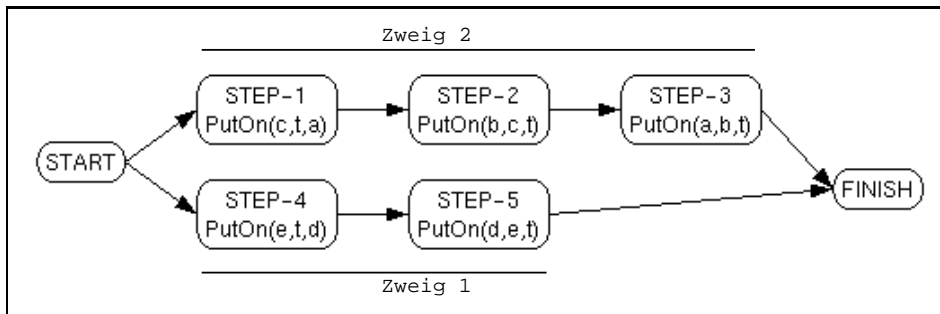 Zweig 2
STEP-1
PutOn(c,t,a)
STEP-2
PutOn(b,c,t)
STEP-3
PutOn(a,b,t)
START
FINISH
STEP-4
PutOn(e,t,d)
STEP-5
PutOn(d,e,t)
Zweig 1